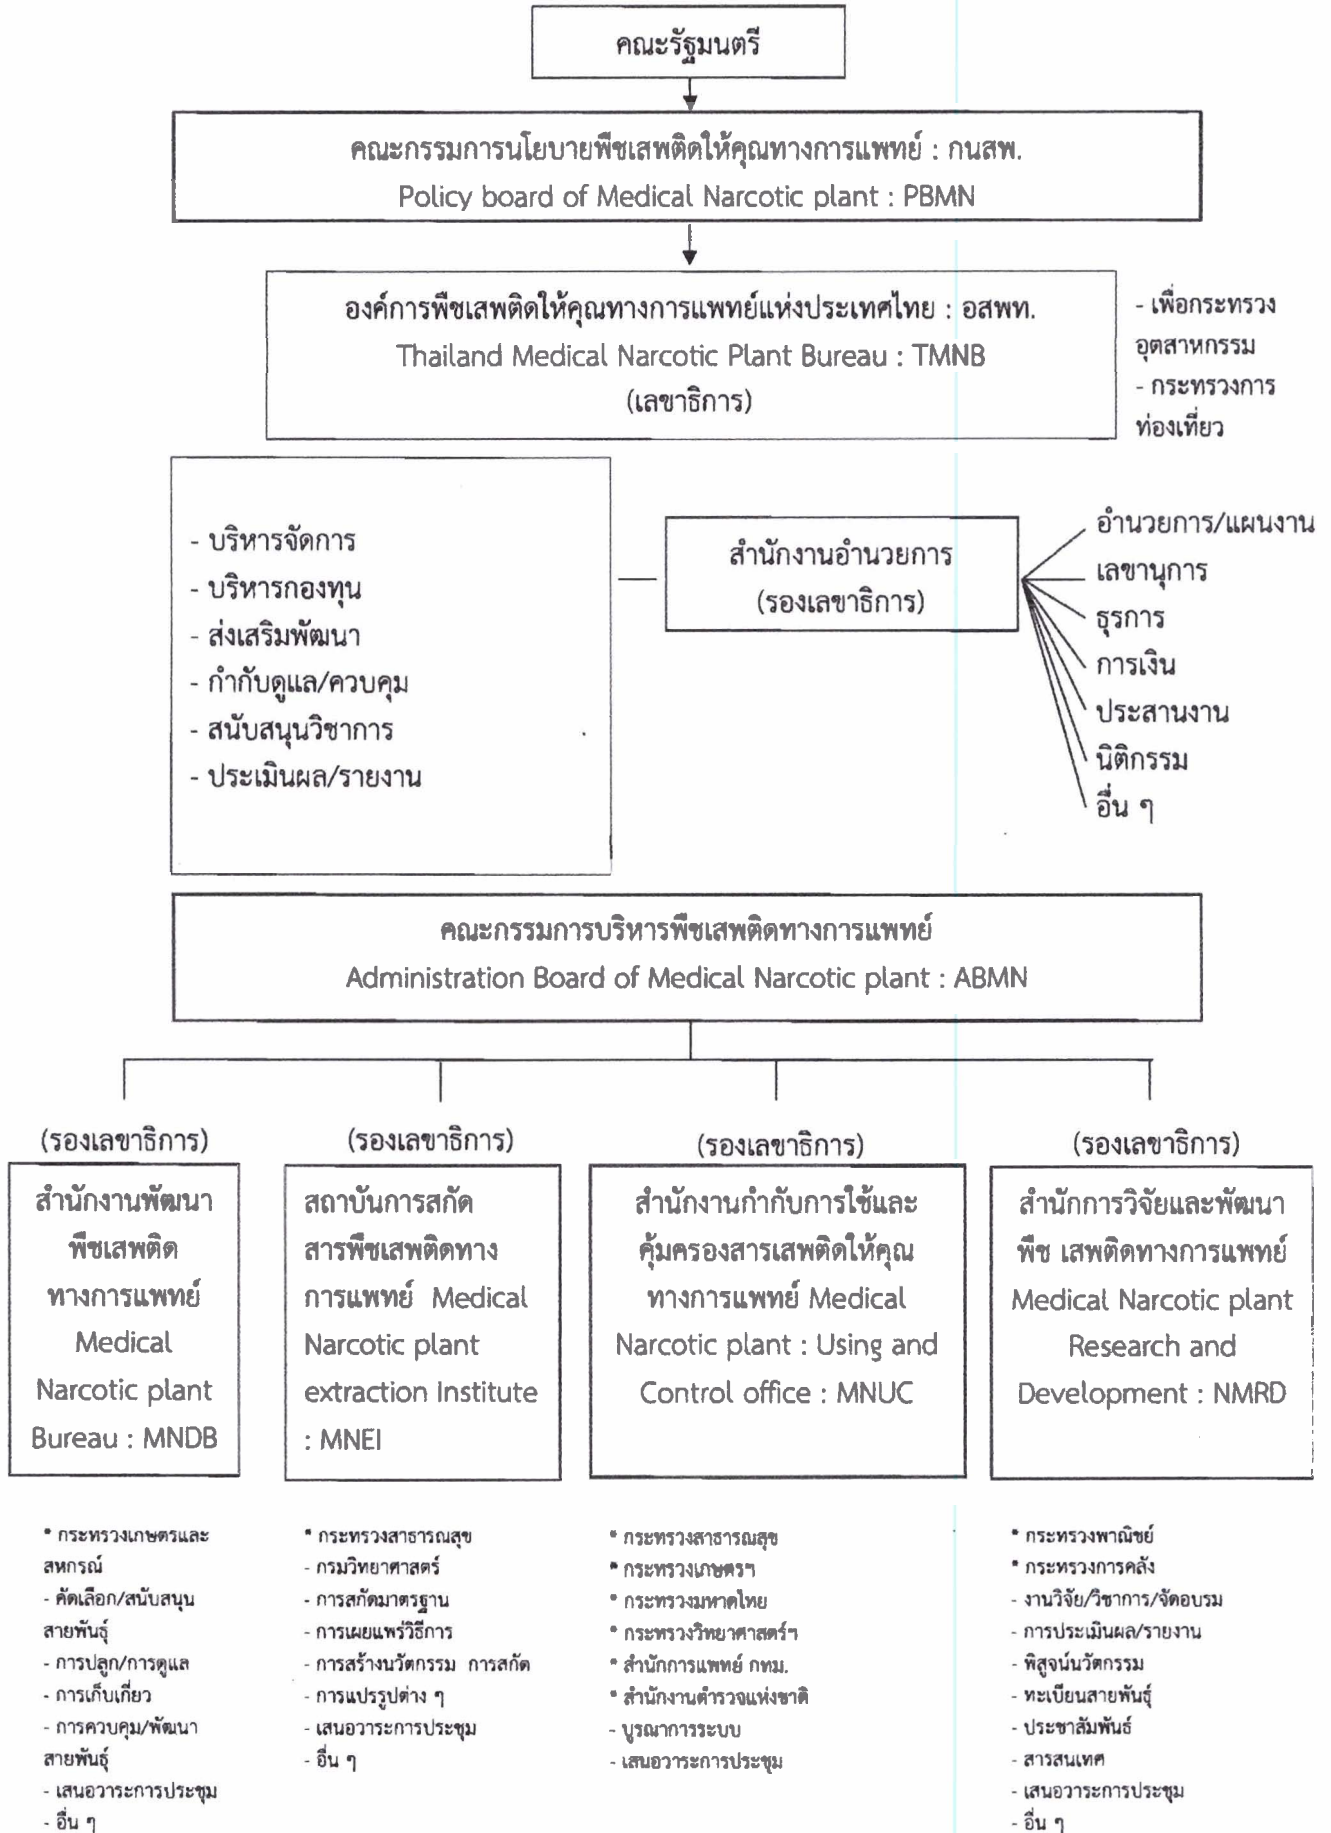 คณะรัฐมนตรี
คณะกรรมการนโยบายพืชเสพติดให้คุณทางการแพทย์ : กนสพ.
Policy board of Medical Narcotic plant : PBMN
องค์การพืชเสพติดให้คุณทางการแพทย์แห่งประเทศไทย : อสพท.
Thailand Medical Narcotic Plant Bureau : TMNB
(เลขาธิการ)
- เพื่อกระทรวง
อุตสาหกรรม
- กระทรวงการ
ท่องเที่ยว
- บริหารจัดการ
- บริหารกองทุน
- ส่งเสริมพัฒนา
- กำกับดูแล/ควบคุม
- สนับสนุนวิชาการ
- ประเมินผล/รายงาน
สำนักงานอำนวยการ
(รองเลขาธิการ)
อำนวยการ/แผนงาน
เลขานุการ
ธุรการ
การเงิน
ประสานงาน
นิติกรรม
อื่น ๆ
คณะกรรมการบริหารพืชเสพติดทางการแพทย์
Administration Board of Medical Narcotic plant : ABMN
(รองเลขาธิการ)
สำนักงานพัฒนา
พืชเสพติด
ทางการแพทย์
Medical
Narcotic plant
Bureau : MNDB
* กระทรวงเกษตรและ
สหกรณ์
- คัดเลือก/สนับสนุน
สายพันธุ์
- การปลูก/การดูแล
- การเก็บเกี่ยว
- การควบคุม/พัฒนา
สายพันธุ์
- เสนอวาระการประชุม
- อื่น ๆ
(รองเลขาธิการ)
สถาบันการสกัด
สารพืชเสพติดทาง
การแพทย์ Medical
Narcotic plant
extraction Institute
: MNEI
* กระทรวงสาธารณสุข
- กรมวิทยาศาสตร์
- การสกัดมาตรฐาน
- การเผยแพร่วิธีการ
- การสร้างนวัตกรรม การสกัด
- การแปรรูปต่าง ๆ
- เสนอวาระการประชุม
- อื่น ๆ
(รองเลขาธิการ)
สำนักงานกำกับการใช้และ
คุ้มครองสารเสพติดให้คุณ
ทางการแพทย์ Medical
Narcotic plant : Using and
Control office : MNUC
* กระทรวงสาธารณสุข
* กระทรวงเกษตรฯ
* กระทรวงมหาดไทย
* กระทรวงวิทยาศาสตร์ฯ
* สำนักการแพทย์ กทม.
* สำนักงานตำรวจแห่งชาติ
- บูรณาการระบบ
- เสนอวาระการประชุม
(รองเลขาธิการ)
สำนักการวิจัยและพัฒนา
พืช เสพติดทางการแพทย์
Medical Narcotic plant
Research and
Development : NMRD
* กระทรวงพาณิชย์
* กระทรวงการคลัง
- งานวิจัย/วิชาการ/จัดอบรม
- การประเมินผล/รายงาน
- พิสูจน์นวัตกรรม
- ทะเบียนสายพันธุ์
- ประชาสัมพันธ์
- สารสนเทศ
- เสนอวาระการประชุม
- อื่น ๆ